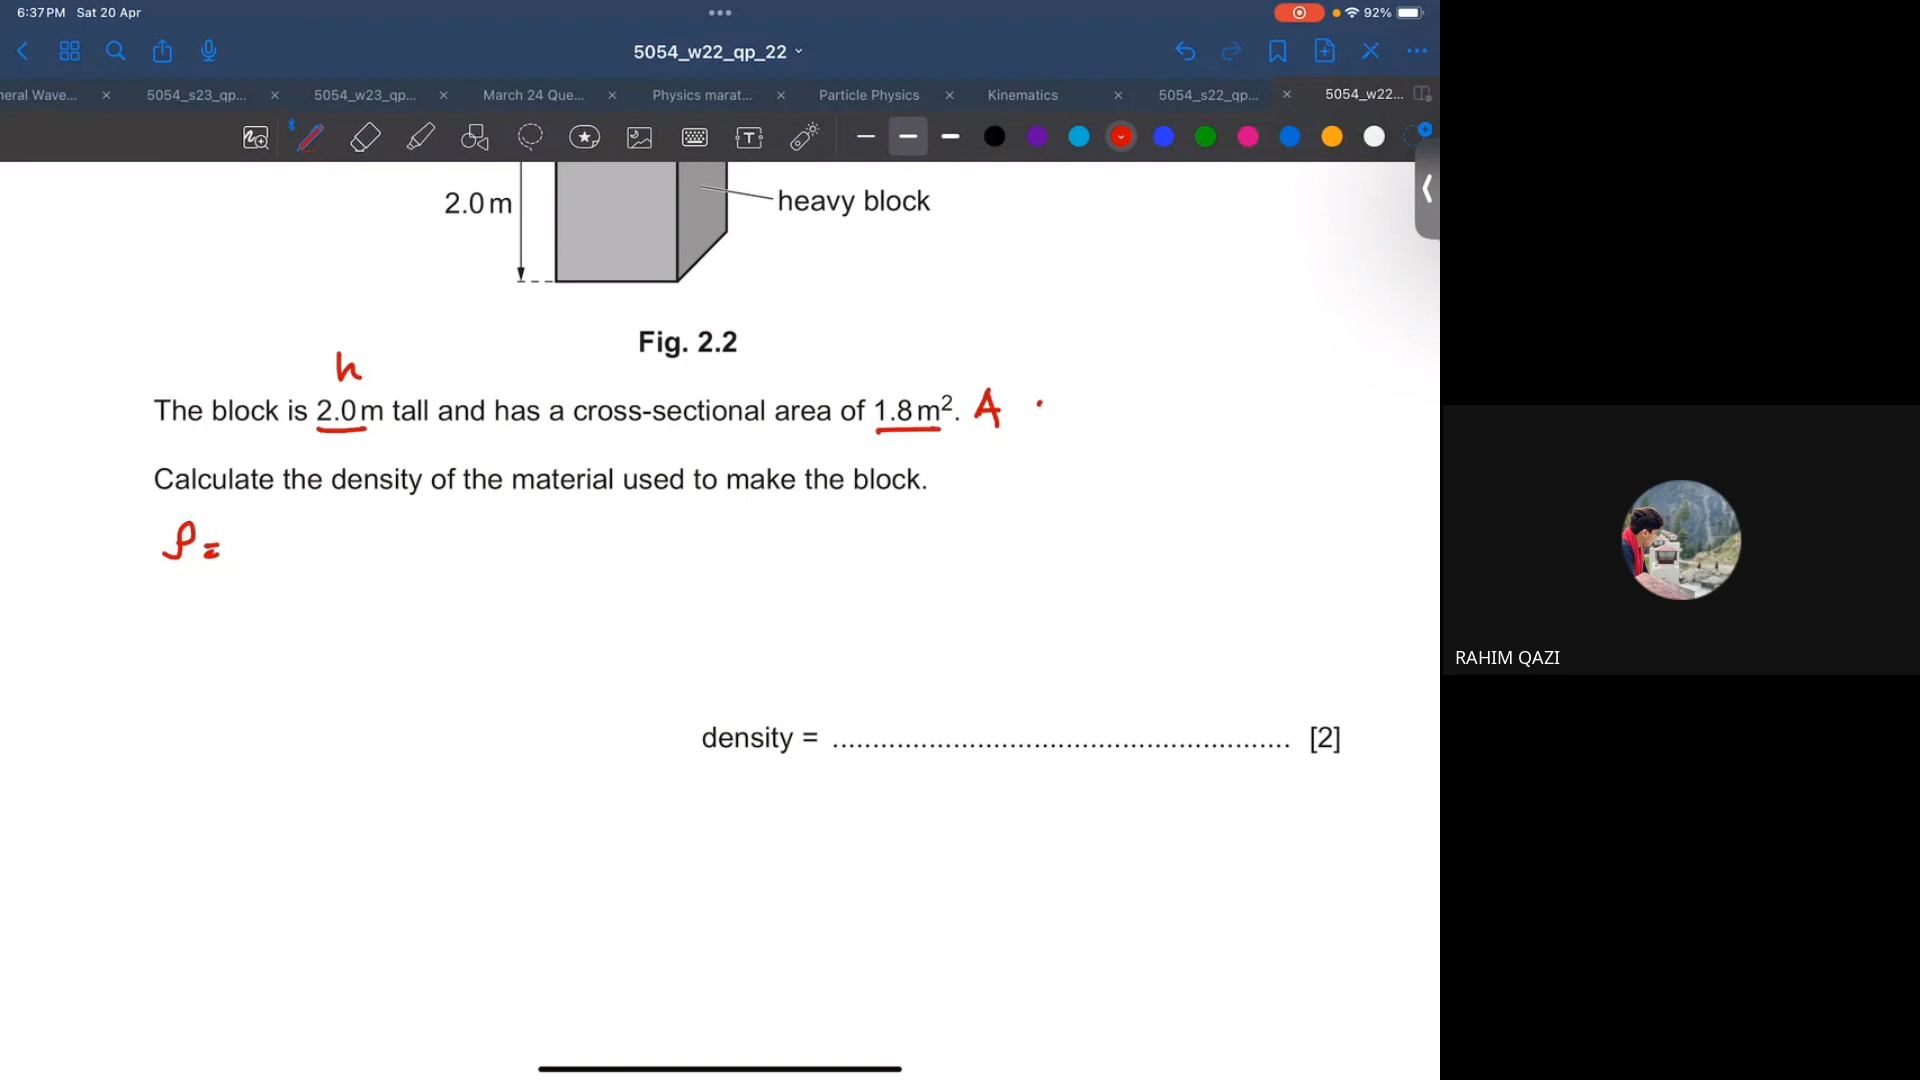 6:37 PM Sat 20 Apr
92%
5054_w22_qp_22
neral Wave...
5054_s23_qp...
5054_w23_qp...
March 24 Que...
Physics marat...
Particle Physics
Kinematics
5054_s22_qp...
5054_w22...
2.0 m
heavy block
Fig. 2.2
h
The block is 2.0 m tall and has a cross-sectional area of 1.8 m². A
Calculate the density of the material used to make the block.
ρ =
density = ......................................................... [2]
RAHIM QAZI